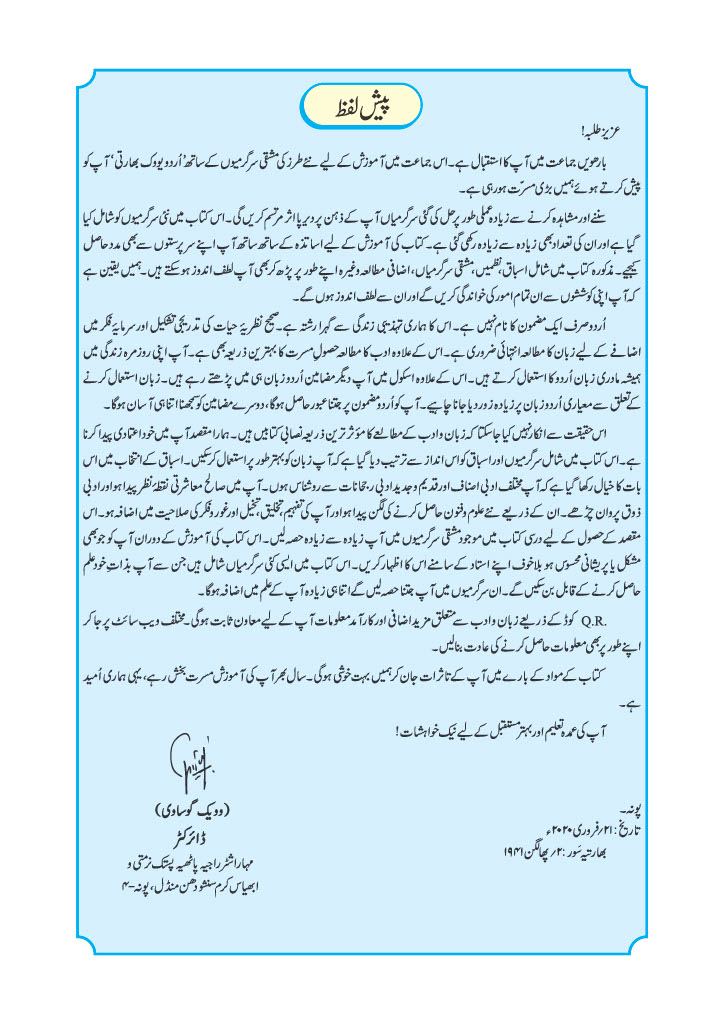 پیش لفظ
عزیز طلبہ!
بارھویں جماعت میں آپ کا استقبال ہے۔ اس جماعت میں آموزش کے لیے نئے طرز کی مشقی سرگرمیوں کے ساتھ 'اُردو یووک بھارتی' آپ کو
پیش کرتے ہوئے ہمیں بڑی مسرّت ہورہی ہے۔
سننے اور مشاہدہ کرنے سے زیادہ عملی طور پر حل کی گئی سرگرمیاں آپ کے ذہن پر دیرپا اثر مرتسم کریں گی۔ اس کتاب میں نئی سرگرمیوں کو شامل کیا
گیا ہے اور ان کی تعداد بھی زیادہ سے زیادہ رکھی گئی ہے۔ کتاب کی آموزش کے لیے اساتذہ کے ساتھ ساتھ آپ اپنے سرپرستوں سے بھی مدد حاصل
کیجیے۔ مذکورہ کتاب میں شامل اسباق، نظمیں، مشقی سرگرمیاں، اضافی مطالعہ وغیرہ اپنے طور پر پڑھ کر بھی آپ لطف اندوز ہوسکتے ہیں۔ ہمیں یقین ہے
کہ آپ اپنی کوششوں سے ان تمام امور کی خواندگی کریں گے اور ان سے لطف اندوز ہوں گے۔
اُردو صرف ایک مضمون کا نام نہیں ہے۔ اس کا ہماری تہذیبی زندگی سے گہرا رشتہ ہے۔ صحیح نظریۂ حیات کی تدریجی تشکیل اور سرمایۂ فکر میں
اضافے کے لیے زبان کا مطالعہ انتہائی ضروری ہے۔ اس کے علاوہ ادب کا مطالعہ حصولِ مسرت کا بہترین ذریعہ بھی ہے۔ آپ اپنی روزمرہ زندگی میں
ہمیشہ مادری زبان اُردو کا استعمال کرتے ہیں۔ اس کے علاوہ اسکول میں آپ دیگر مضامین اُردو زبان ہی میں پڑھتے رہے ہیں۔ زبان استعمال کرنے
کے تعلق سے معیاری اُردو زبان پر زیادہ زور دیا جانا چاہیے۔ آپ کو اُردو مضمون پر جتنا عبور حاصل ہوگا، دوسرے مضامین کو سمجھنا اتنا ہی آسان ہوگا۔
اس حقیقت سے انکار نہیں کیا جاسکتا کہ زبان و ادب کے مطالعے کا مؤثر ترین ذریعہ نصابی کتابیں ہیں۔ ہمارا مقصد آپ میں خود اعتمادی پیدا کرنا
ہے۔ اس کتاب میں شامل سرگرمیوں اور اسباق کو اس انداز سے ترتیب دیا گیا ہے کہ آپ زبان کو بہتر طور پر استعمال کرسکیں۔ اسباق کے انتخاب میں اس
بات کا خیال رکھا گیا ہے کہ آپ مختلف ادبی اصناف اور قدیم و جدید ادبی رجحانات سے روشناس ہوں۔ آپ میں صالح معاشرتی نقطۂ نظر پیدا ہو اور ادبی
ذوق پروان چڑھے۔ ان کے ذریعے نئے علوم و فنون حاصل کرنے کی لگن پیدا ہو اور آپ کی تفہیم، تخلیق، تخیل اور غور و فکر کی صلاحیت میں اضافہ ہو۔ اس
مقصد کے حصول کے لیے درسی کتاب میں موجود مشقی سرگرمیوں میں آپ زیادہ سے زیادہ حصہ لیں۔ اس کتاب کی آموزش کے دوران آپ کو جو بھی
مشکل یا پریشانی محسوس ہو بلاخوف اپنے استاد کے سامنے اس کا اظہار کریں۔ اس کتاب میں ایسی کئی سرگرمیاں شامل ہیں جن سے آپ بذاتِ خود علم
حاصل کرنے کے قابل بن سکیں گے۔ ان سرگرمیوں میں آپ جتنا حصہ لیں گے اتنا ہی زیادہ آپ کے علم میں اضافہ ہوگا۔
Q.R. کوڈ کے ذریعے زبان و ادب سے متعلق مزید اضافی اور کارآمد معلومات آپ کے لیے معاون ثابت ہوگی۔ مختلف ویب سائٹ پر جا کر
اپنے طور پر بھی معلومات حاصل کرنے کی عادت بنالیں۔
کتاب کے مواد کے بارے میں آپ کے تاثرات جان کر ہمیں بہت خوشی ہوگی۔ سال بھر آپ کی آموزش مسرت بخش رہے، یہی ہماری اُمید
ہے۔
آپ کی عمدہ تعلیم اور بہتر مستقبل کے لیے نیک خواہشات!
(وویک گوساوی)
ڈائرکٹر
مہاراشٹر راجیہ پاٹھیہ پستک نرمتی و
ابھیاس کرم سنشودھن منڈل، پونہ-۴
پونہ۔
تاریخ: ۲۱/فروری ۲۰۲۰ء
بھارتیہ سَور: ۲/ پھالگن ۱۹۴۱